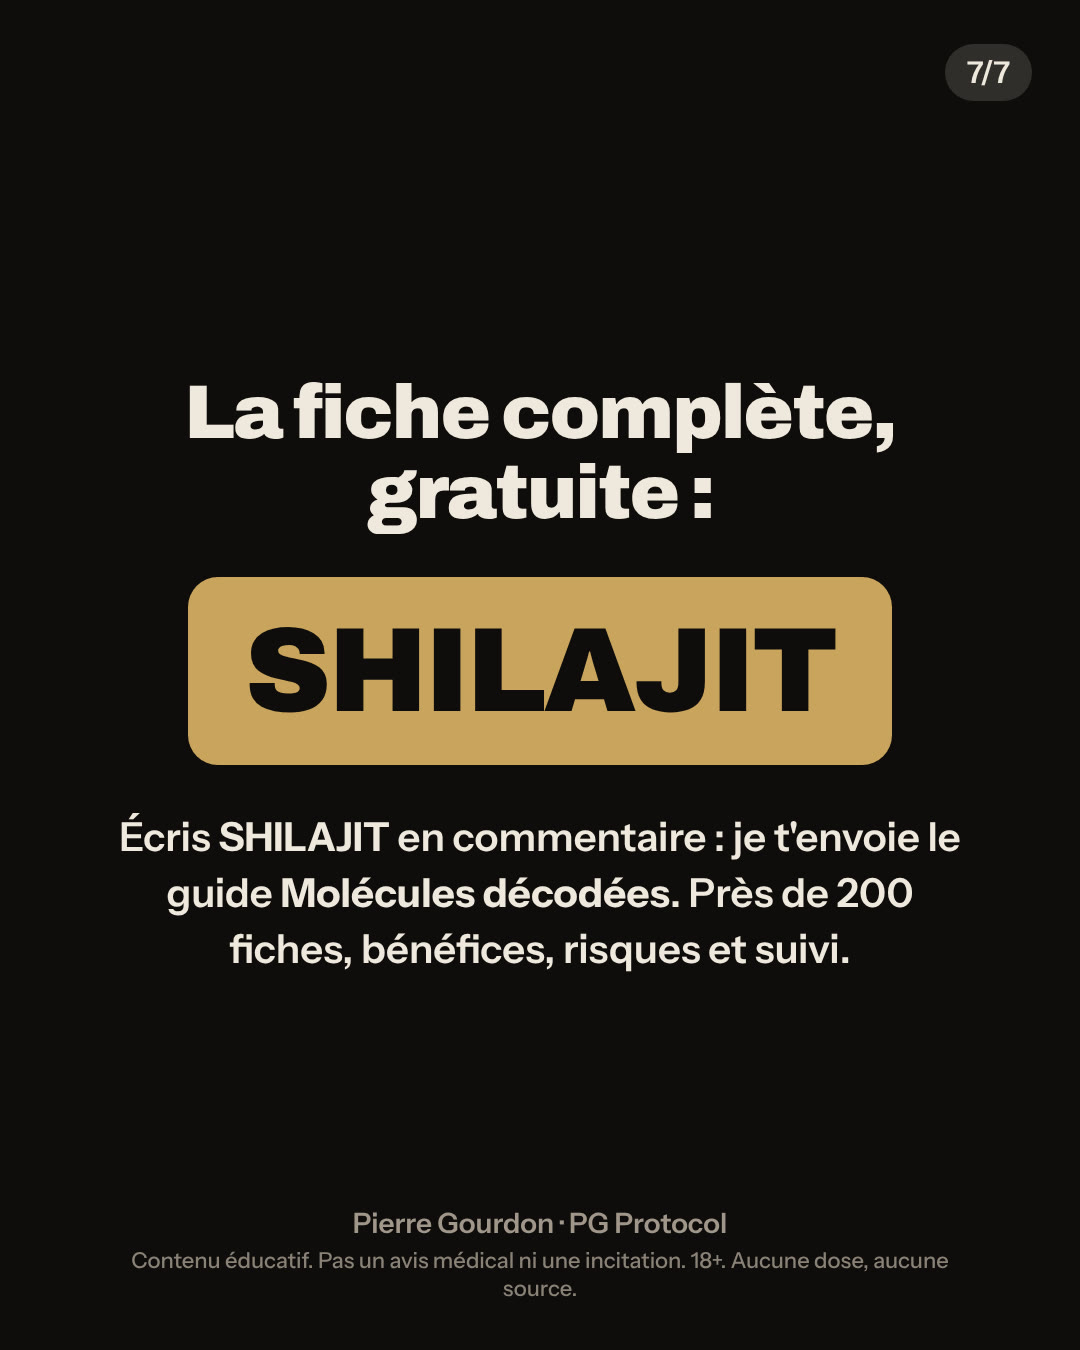 7/7
La fiche complète,
gratuite :
SHILAJIT
Écris SHILAJIT en commentaire : je t'envoie le
guide Molécules décodées. Près de 200
fiches, bénéfices, risques et suivi.
Pierre Gourdon · PG Protocol
Contenu éducatif. Pas un avis médical ni une incitation. 18+. Aucune dose, aucune
source.